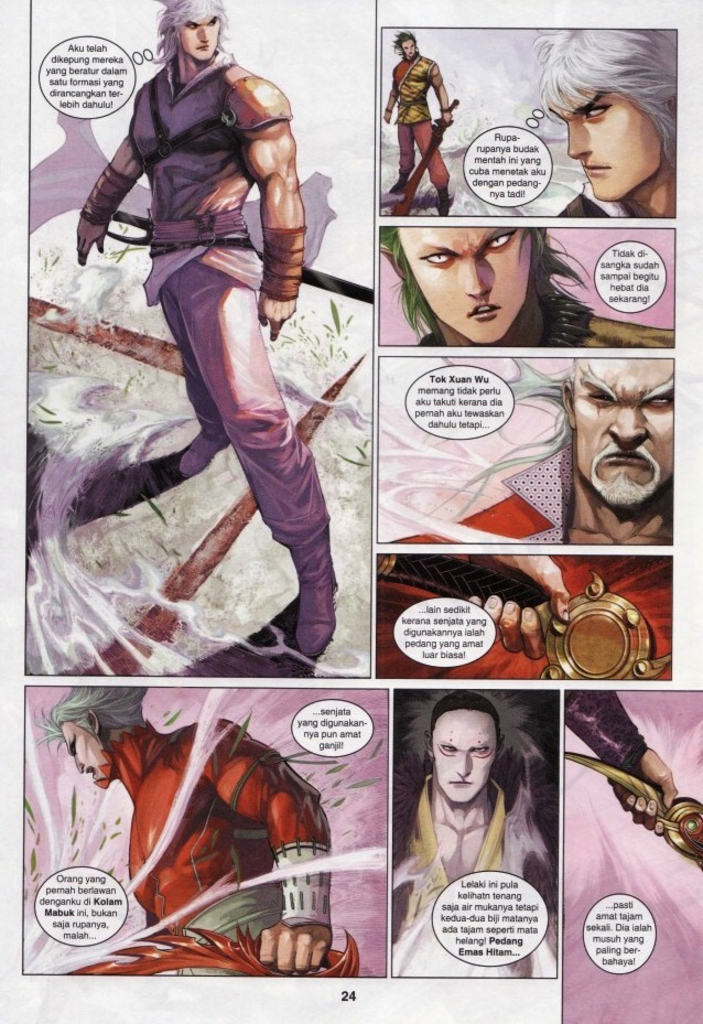 Aku telah
dikepung mereka
yang beratur dalam
satu formasi yang
dirancangkan ter-
lebih dahulu!
Rupa-
rupanya budak
mentah ini yang
cuba menetak aku
dengan pedang-
nya tadi!
Tidak di-
sangka sudah
sampai begitu
hebat dia
sekarang!
Tok Xuan Wu
memang tidak perlu
aku takuti kerana dia
pernah aku tewaskan
dahulu tetapi...
...lain sedikit
kerana senjata yang
digunakannya ialah
pedang yang amat
luar biasa!
Orang yang
pernah berlawan
denganku di Kolam
Mabuk ini, bukan
saja rupanya,
malah...
...senjata
yang digunakan-
nya pun amat
ganjil!
Lelaki ini pula
kelihatn tenang
saja air mukanya tetapi
kedua-dua biji matanya
ada tajam seperti mata
helang! Pedang
Emas Hitam...
...pasti
amat tajam
sekali. Dia ialah
musuh yang
paling ber-
bahaya!
24